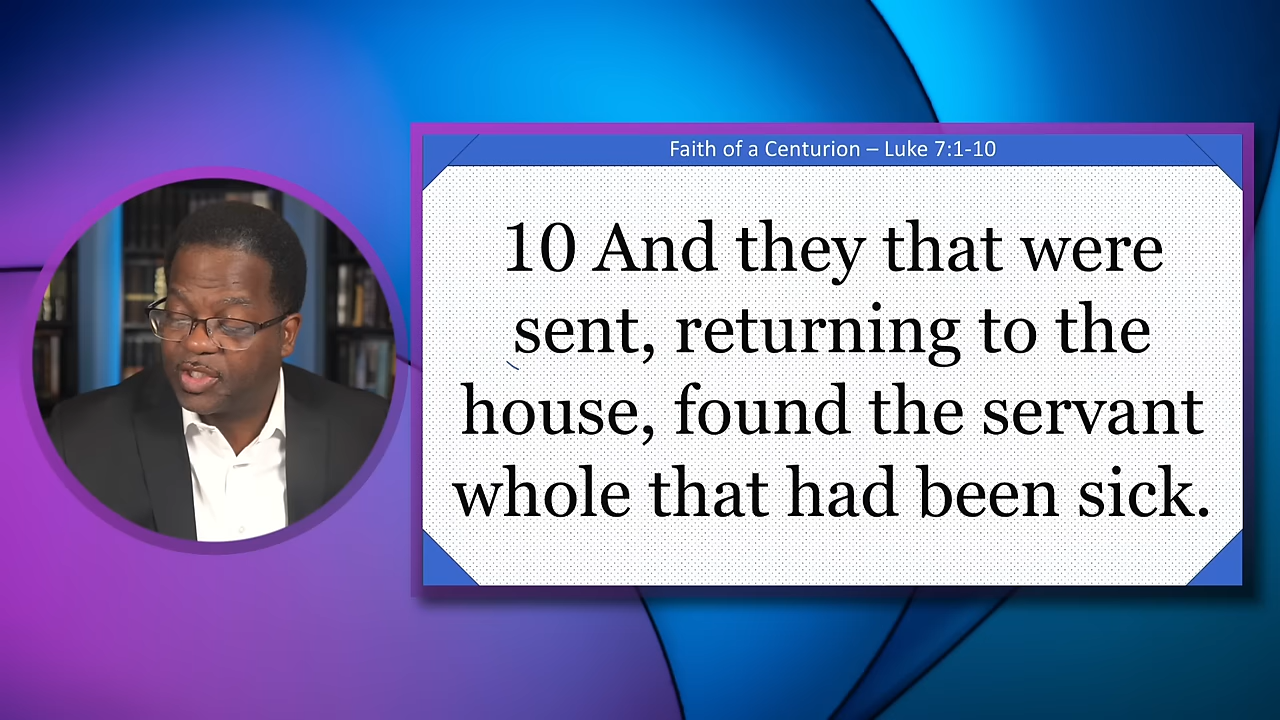 Faith of a Centurion – Luke 7:1-10
10 And they that were
sent, returning to the
house, found the servant
whole that had been sick.